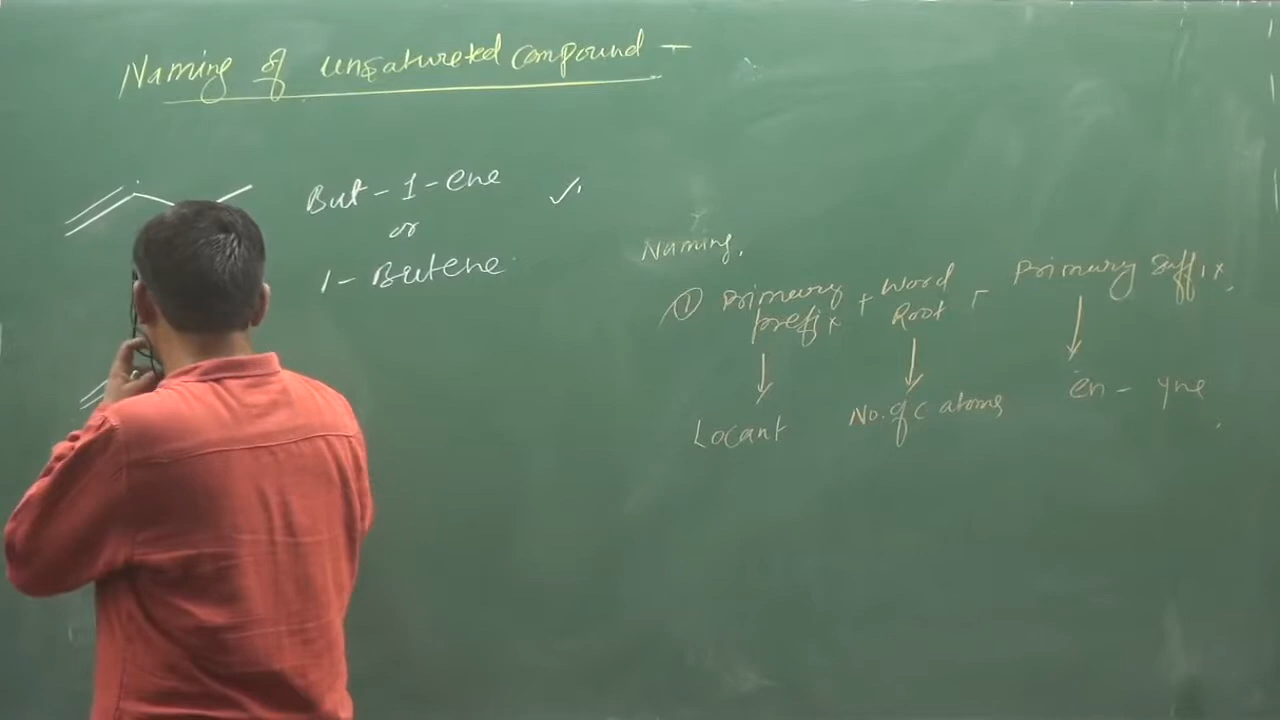 Naming of unsatureted compound -
But - 1 - ene
or
1 - Butene
Naming.
① Primary prefix + Word Root - Primary Suffix.
Locant No. of C atoms en - yne